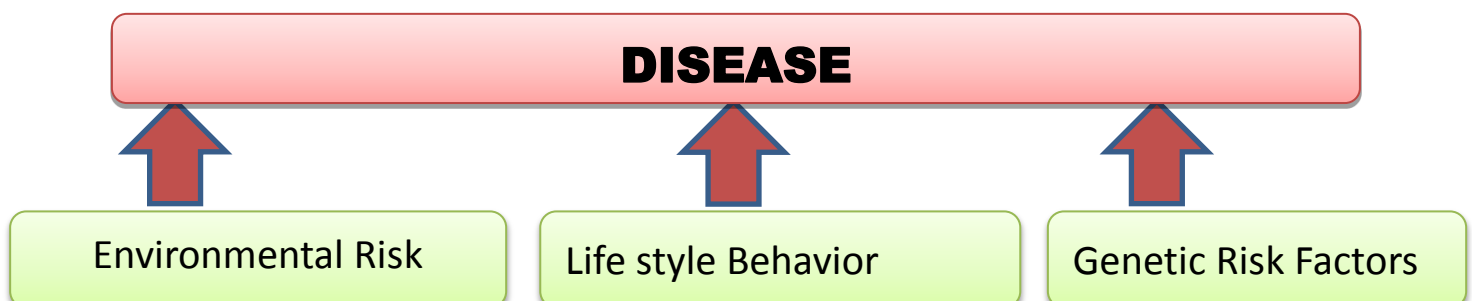 DISEASE
Environmental Risk
Life style Behavior
Genetic Risk Factors